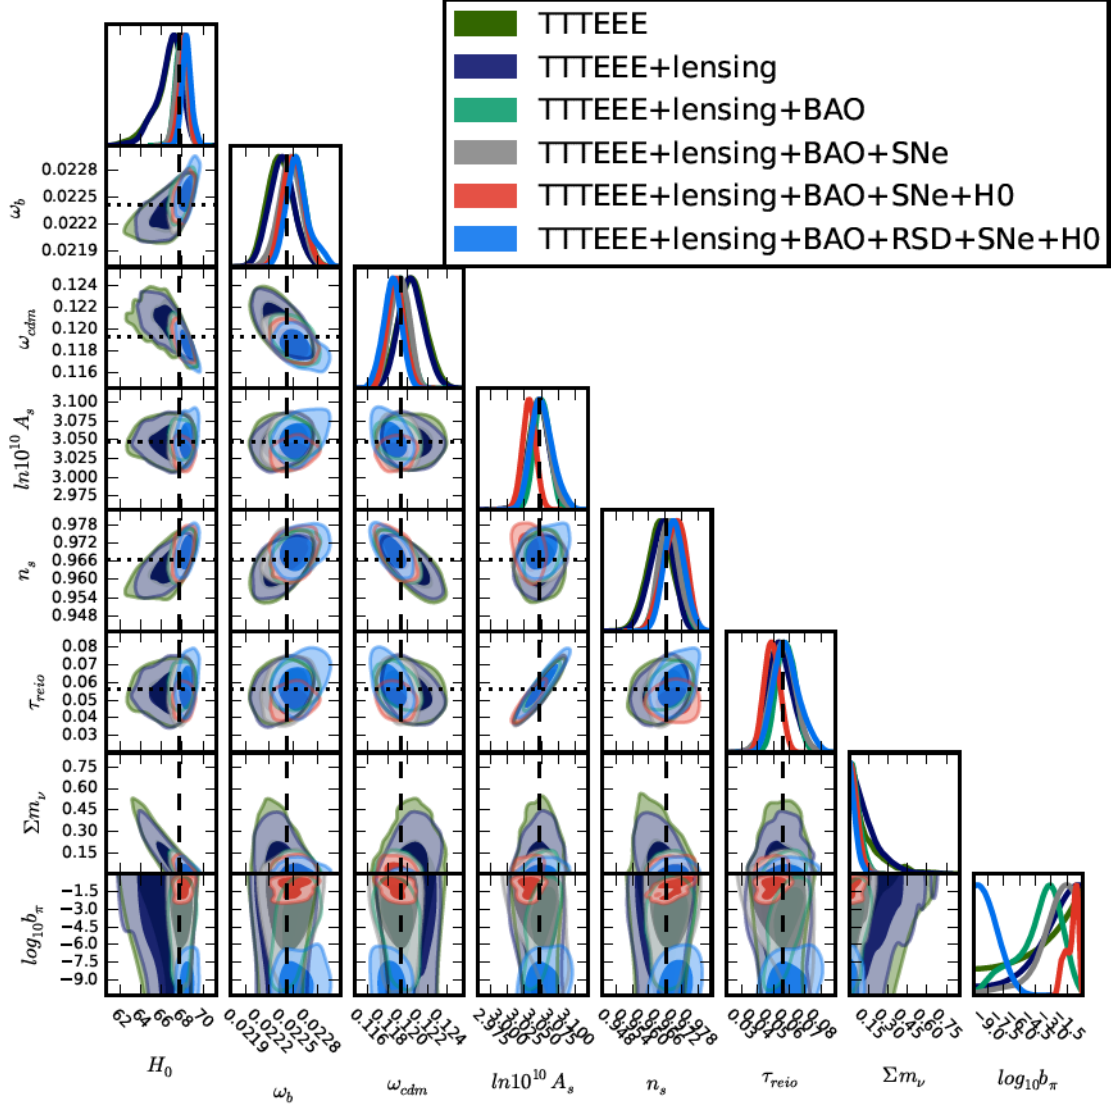 TTTEEE
TTTEEE+lensing
TTTEEE+lensing+BAO
TTTEEE+lensing+BAO+SNe
TTTEEE+lensing+BAO+SNe+H0
TTTEEE+lensing+BAO+RSD+SNe+H0
0.0228
0.0225
0.0222
0.0219
ω_b
0.124
0.122
0.120
0.118
0.116
ω_cdm
3.100
3.075
3.050
3.025
3.000
2.975
ln10^10 A_s
0.978
0.972
0.966
0.960
0.954
0.948
n_s
0.08
0.07
0.06
0.05
0.04
0.03
τ_reio
0.75
0.60
0.45
0.30
0.15
Σm_ν
−1.5
−3.0
−4.5
−6.0
−7.5
−9.0
log_10 b_π
62 64 66 68 70
0.0219 0.0222 0.0225 0.0228
0.116 0.118 0.120 0.122 0.124
0.15 0.30 0.45 0.60 0.75
H_0
ω_b
ω_cdm
ln10^10 A_s
n_s
τ_reio
Σm_ν
log_10 b_π